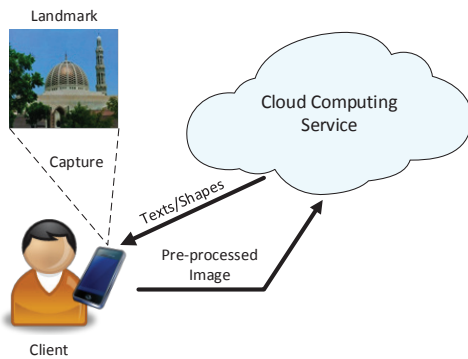 Landmark
Cloud Computing
Service
Capture
Texts/Shapes
Pre-processed
Image
Client